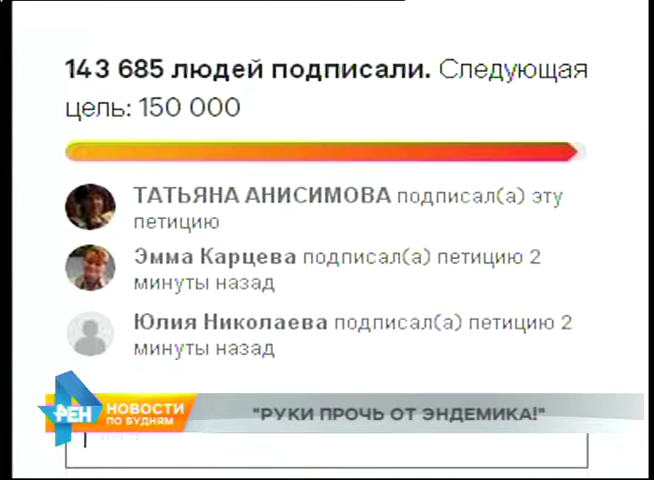 143 685 людей подписали. Следующая
цель: 150 000
ТАТЬЯНА АНИСИМОВА подписал(а) эту
петицию
Эмма Карцева подписал(а) петицию 2
минуты назад
Юлия Николаева подписал(а) петицию 2
минуты назад
РЕН НОВОСТИ
ПО БУДНЯМ
"РУКИ ПРОЧЬ ОТ ЭНДЕМИКА!"